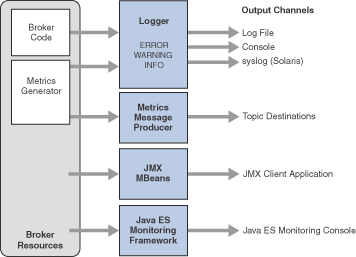 Output Channels
Broker
Code
Metrics
Generator
Broker
Resources
Logger
ERROR
WARNING
INFO
Log File
Console
syslog (Solaris)
Metrics
Message
Producer
Topic Destinations
JMX
MBeans
JMX Client Application
Java ES
Monitoring
Framework
Java ES Monitoring Console